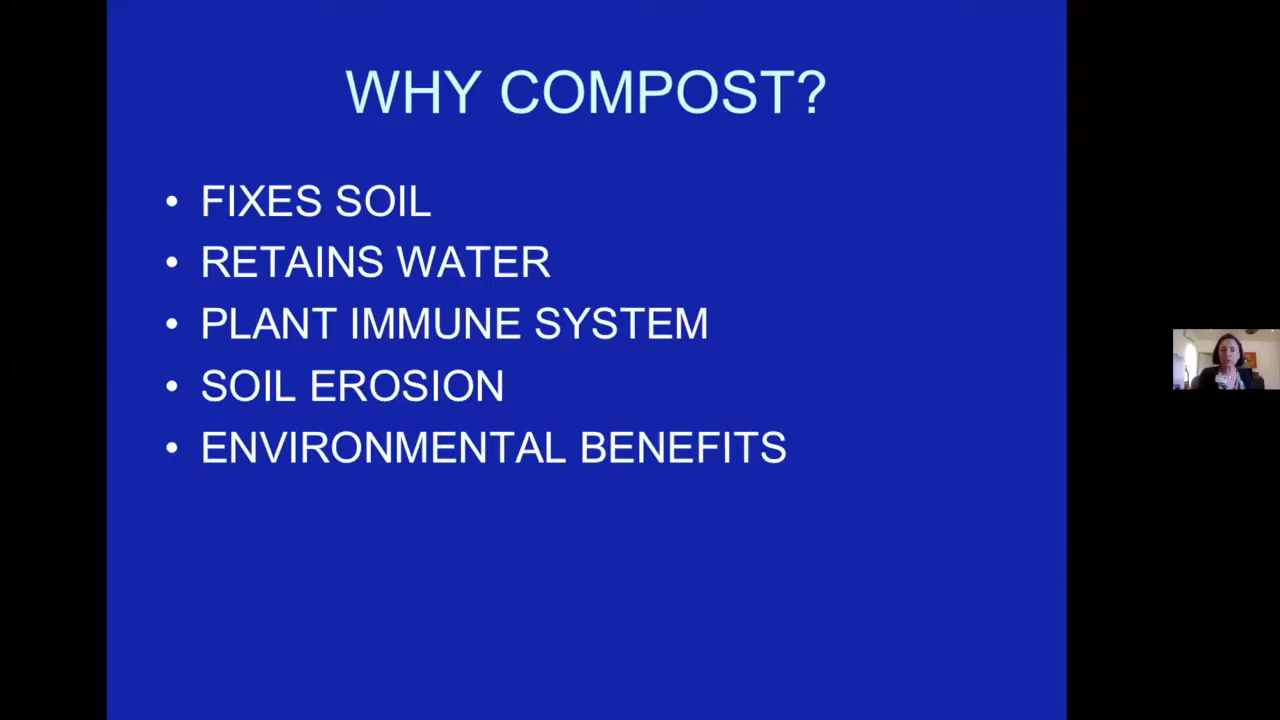 WHY COMPOST?
• FIXES SOIL
• RETAINS WATER
• PLANT IMMUNE SYSTEM
• SOIL EROSION
• ENVIRONMENTAL BENEFITS